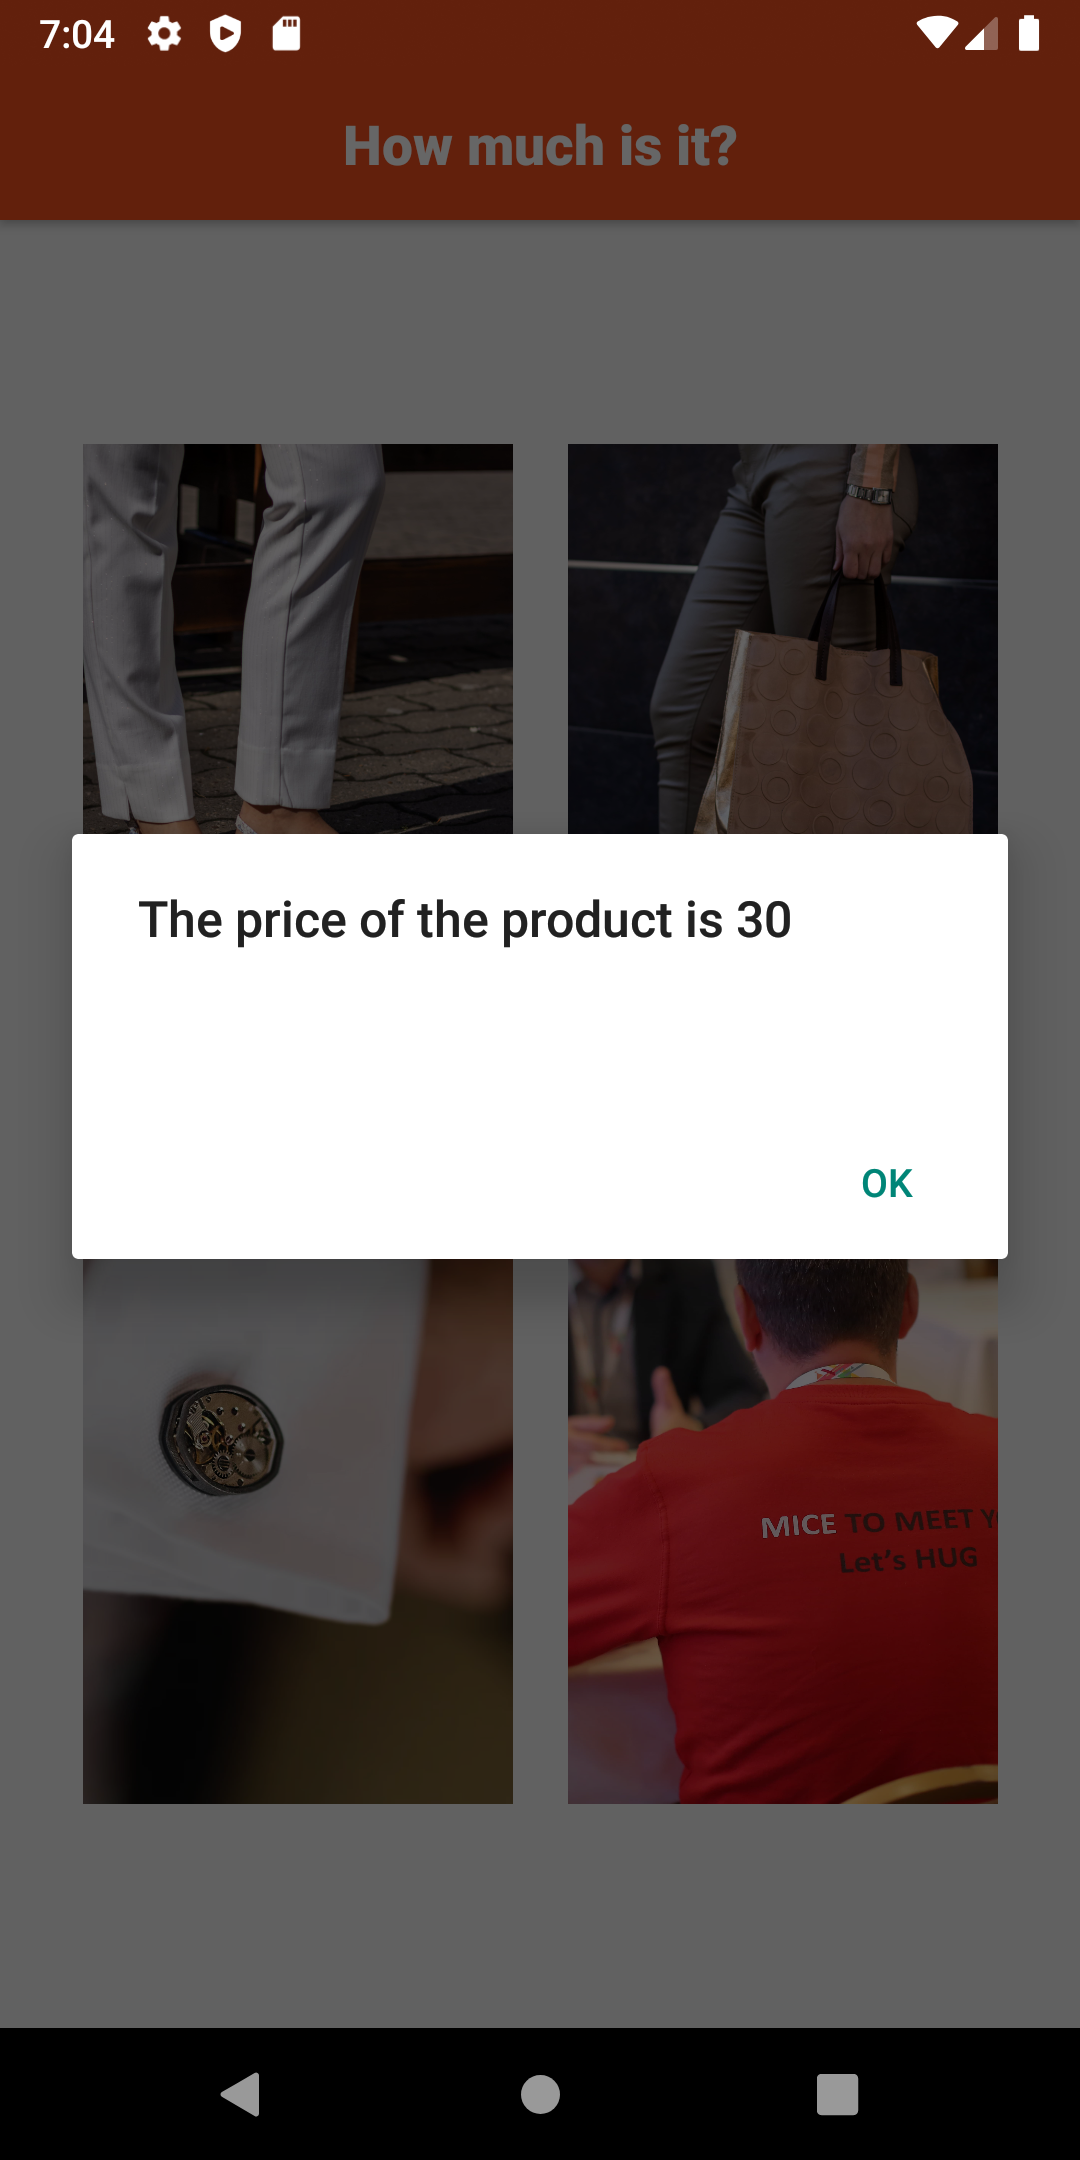 7:04
How much is it?
The price of the product is 30
OK
MICE TO MEET
Let's HUG